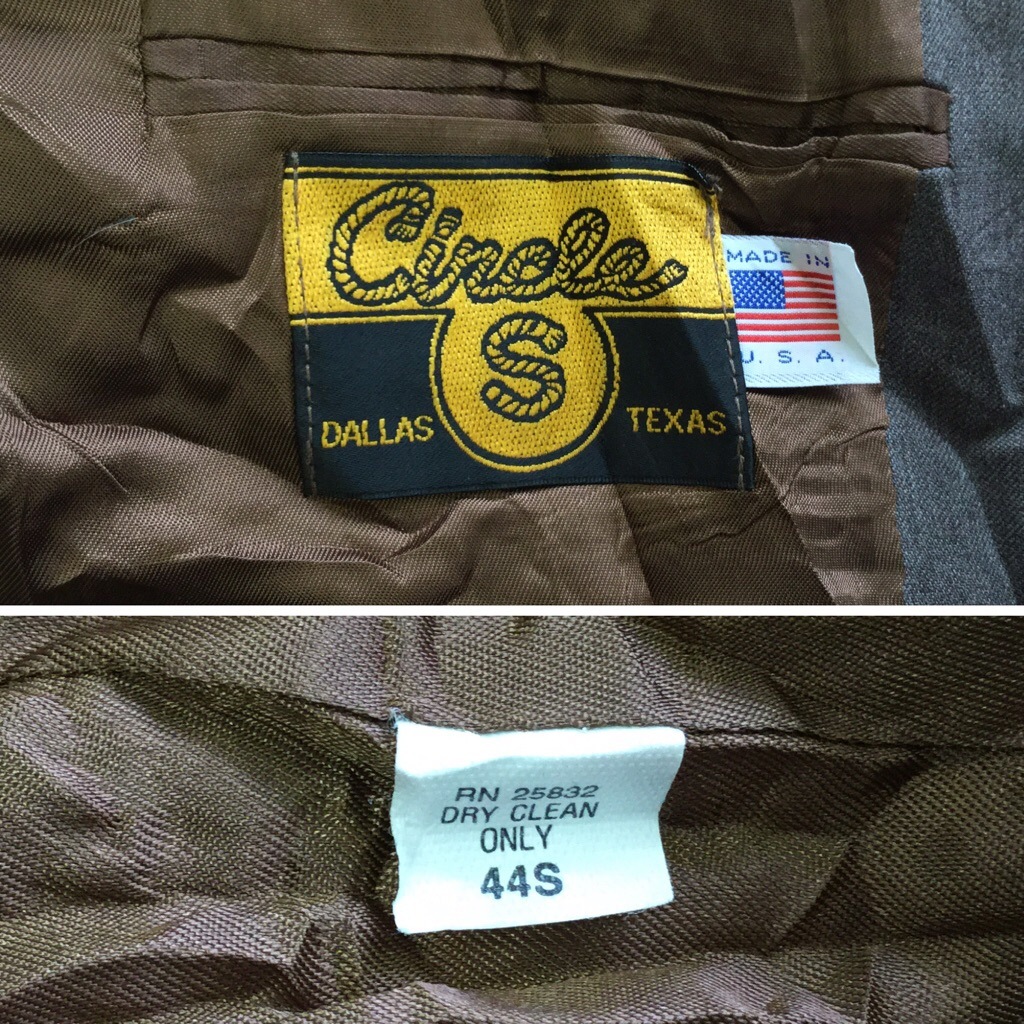 Circle
S
DALLAS TEXAS
MADE IN
U. S. A.
RN 25832
DRY CLEAN
ONLY
44S